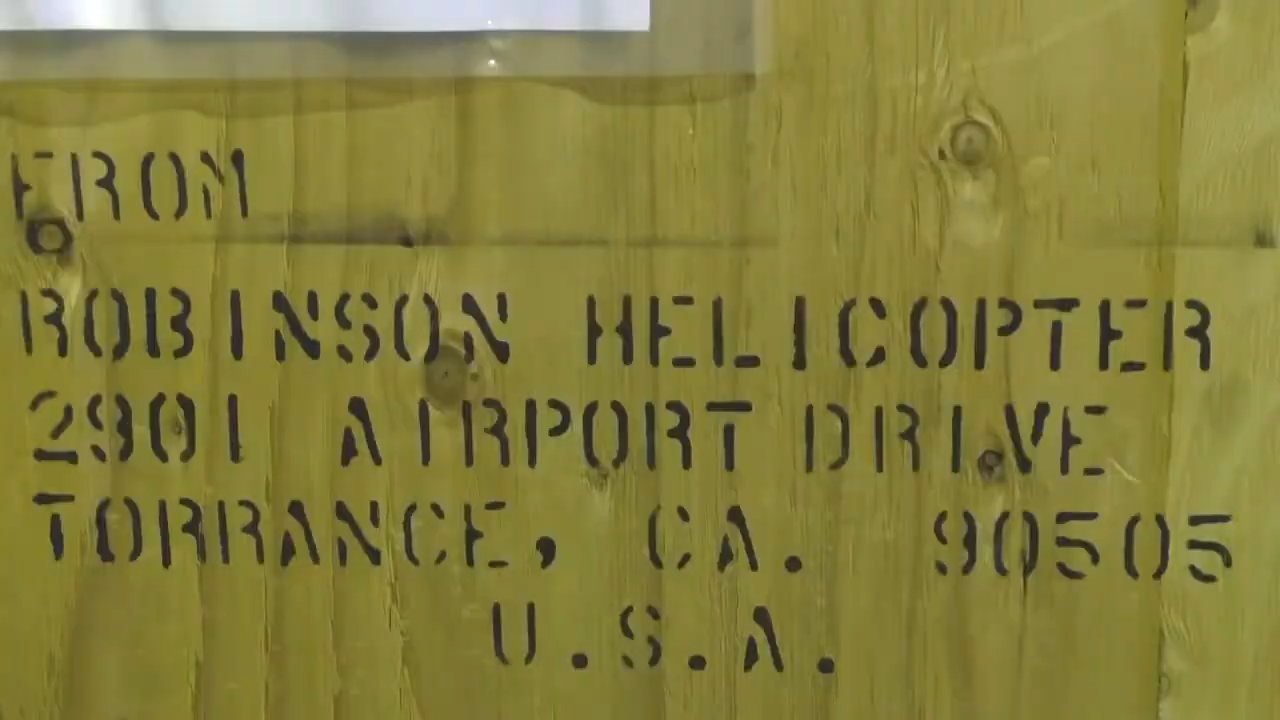 FROM
ROBINSON HELICOPTER
2901 AIRPORT DRIVE
TORRANCE, CA. 90505
U.S.A.